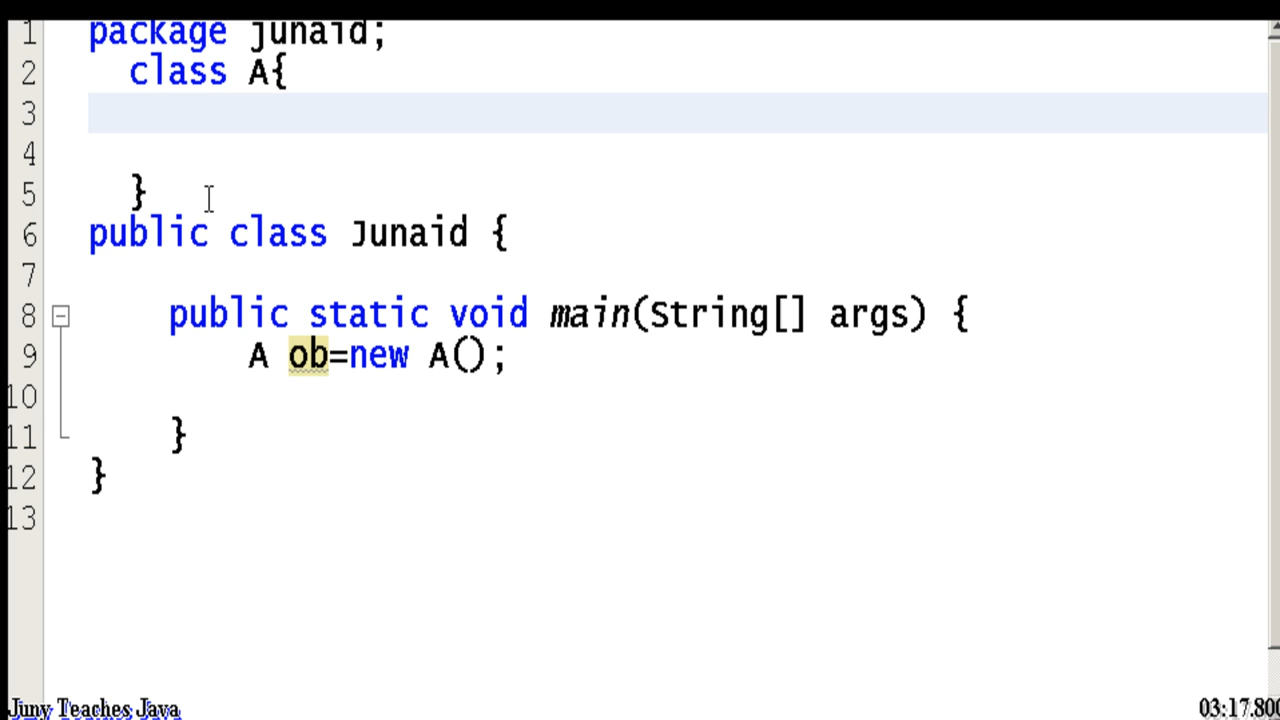 1 package junaid;
2 class A{
3
4
5 }
6 public class Junaid {
7
8 public static void main(String[] args) {
9 A ob=new A();
10
11 }
12 }
13
Juny Teaches Java
03:17.800